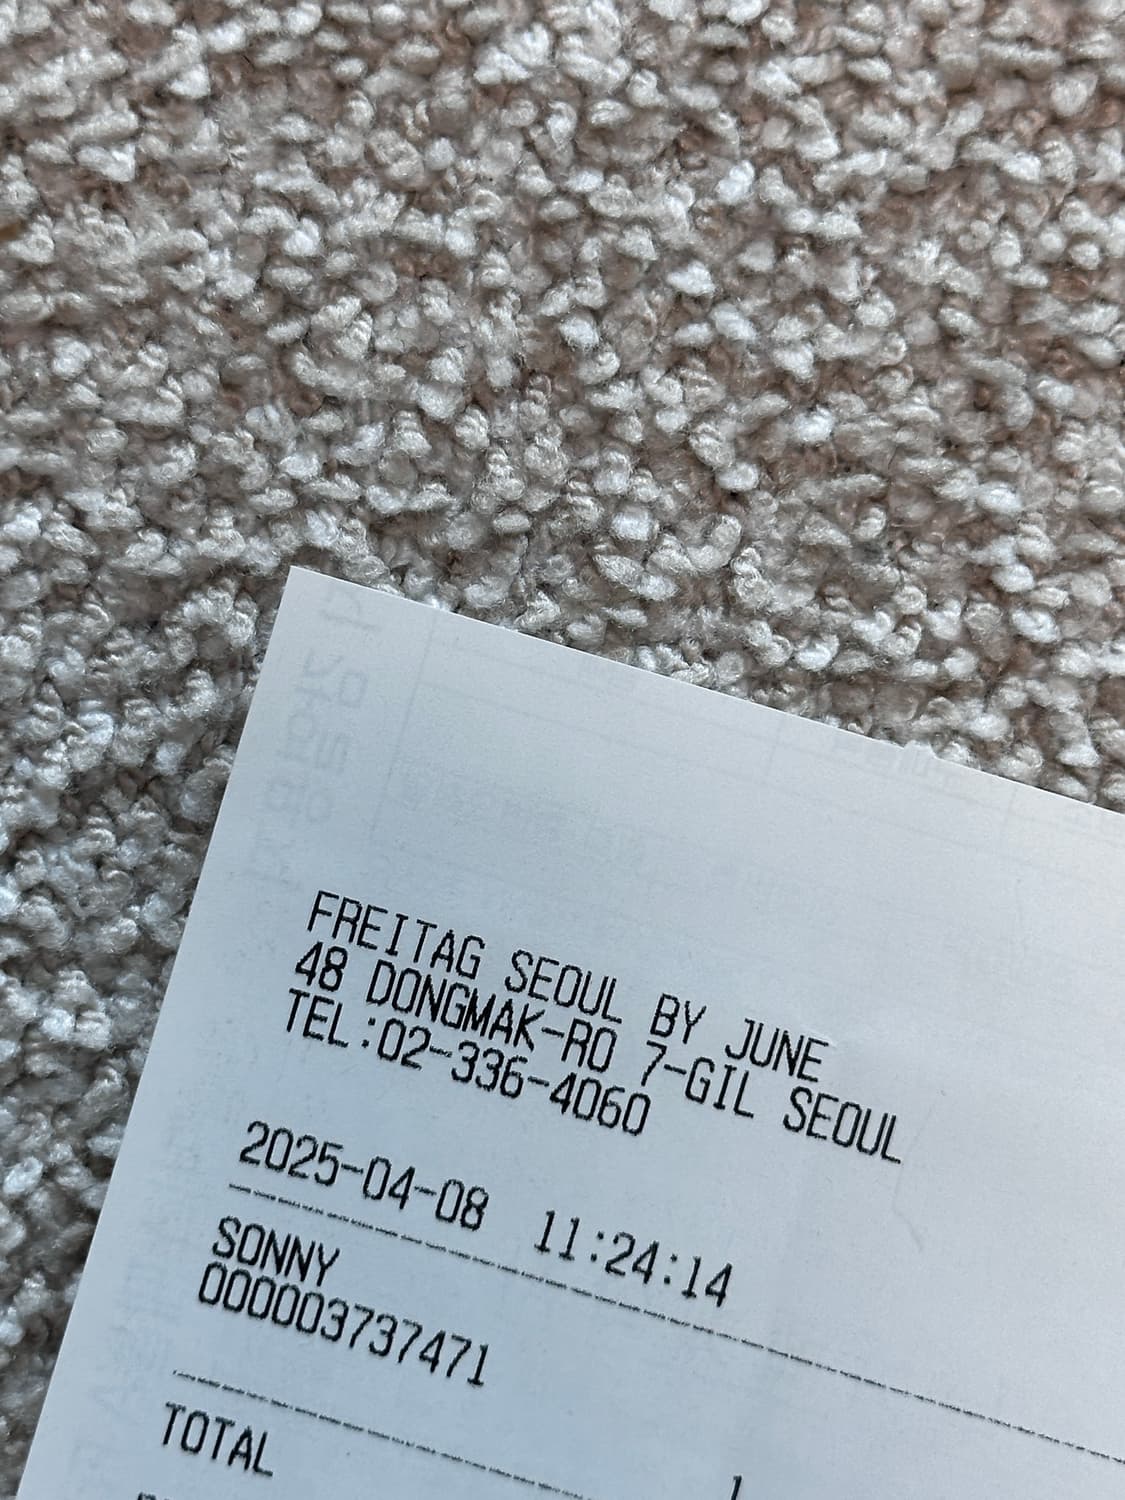 FREITAG SEOUL BY JUNE
48 DONGMAK-RO 7-GIL SEOUL
TEL:02-336-4060
2025-04-08 11:24:14
SONNY
000003737471
TOTAL 1